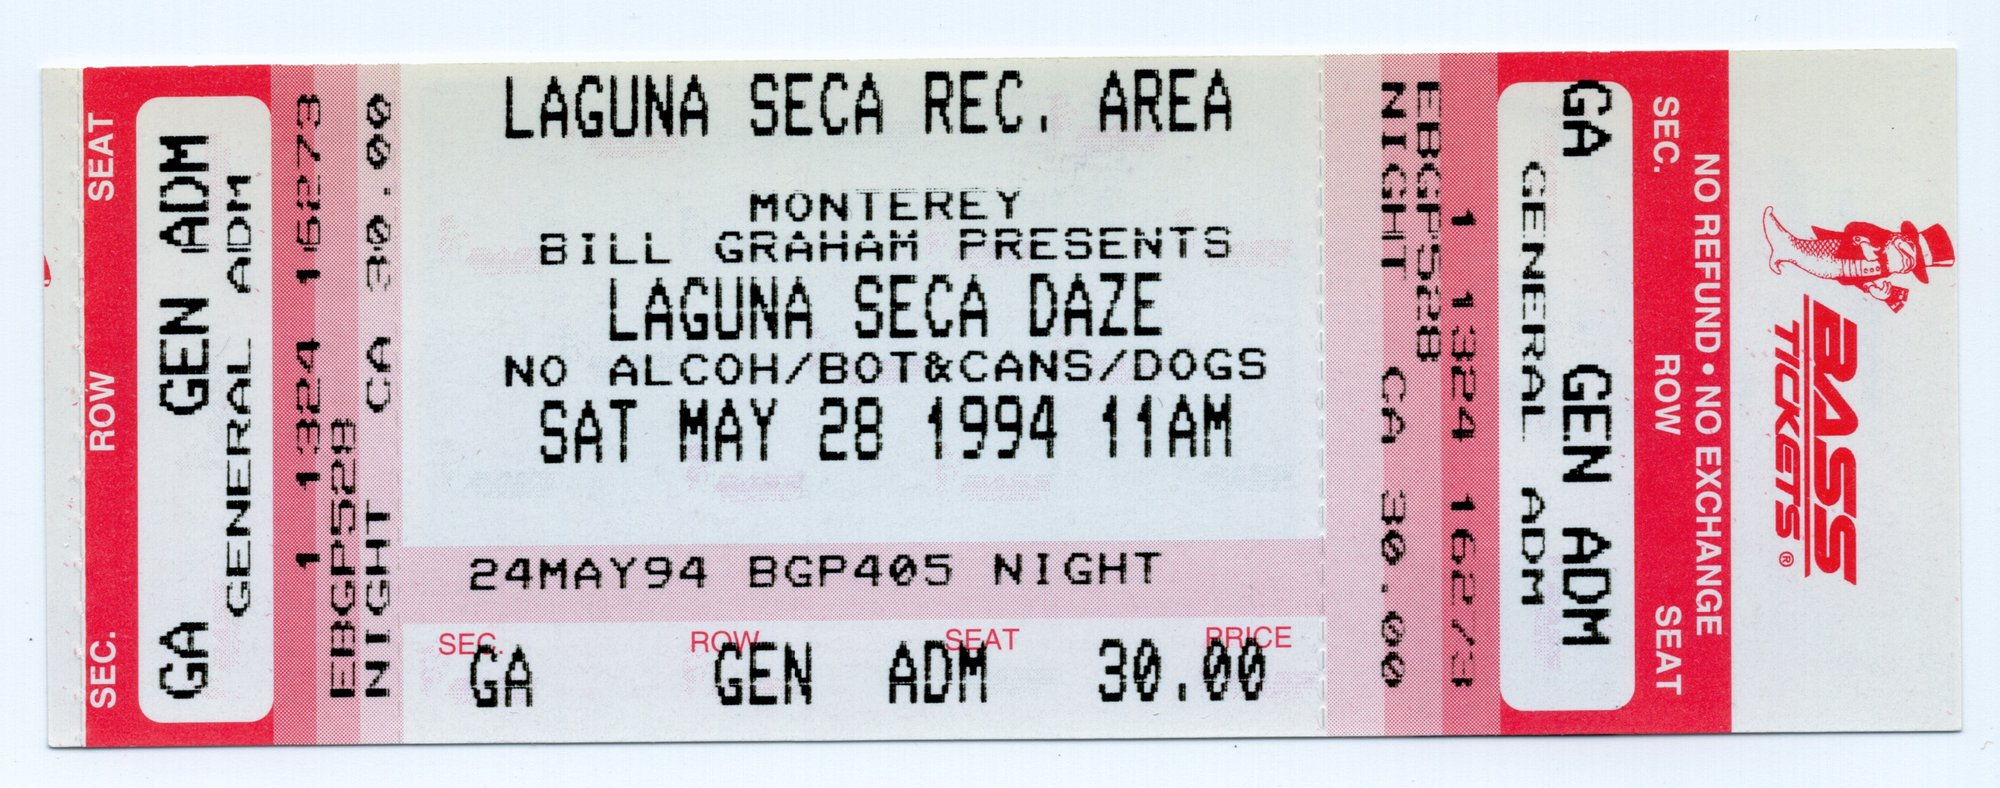 SEC. ROW SEAT
GA GEN ADM
GENERAL ADM
1 1324 16273
EBGP528
NIGHT CA 30.00
LAGUNA SECA REC. AREA
MONTEREY
BILL GRAHAM PRESENTS
LAGUNA SECA DAZE
NO ALCOH/BOT&CANS/DOGS
SAT MAY 28 1994 11AM
24MAY94 BGP405 NIGHT
SEC. ROW SEAT PRICE
GA GEN ADM 30.00
NIGHT CA 30.00
EBGP528
1 1324 16273
GENERAL ADM
GA GEN ADM
SEC. ROW SEAT
NO REFUND • NO EXCHANGE
BASS
TICKETS®